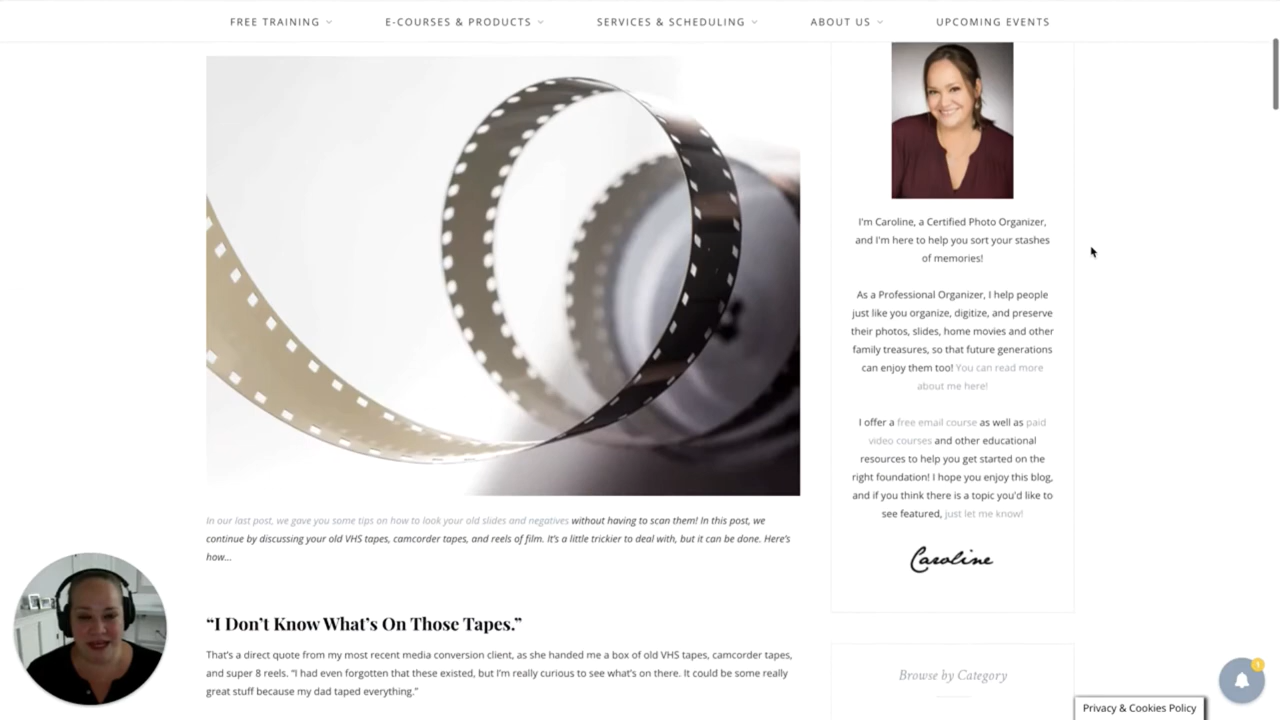 FREE TRAINING
E-COURSES & PRODUCTS
SERVICES & SCHEDULING
ABOUT US
UPCOMING EVENTS
I'm Caroline, a Certified Photo Organizer,
and I'm here to help you sort your stashes
of memories!
As a Professional Organizer, I help people
just like you organize, digitize, and preserve
their photos, slides, home movies and other
family treasures, so that future generations
can enjoy them too! You can read more
about me here!
I offer a free email course as well as paid
video courses and other educational
resources to help you get started on the
right foundation! I hope you enjoy this blog,
and if you think there is a topic you'd like to
see featured, just let me know!
Caroline
In our last post, we gave you some tips on how to look your old slides and negatives without having to scan them! In this post, we
continue by discussing your old VHS tapes, camcorder tapes, and reels of film. It's a little trickier to deal with, but it can be done. Here's
how...
“I Don’t Know What’s On Those Tapes.”
That's a direct quote from my most recent media conversion client, as she handed me a box of old VHS tapes, camcorder tapes,
and super 8 reels. “I had even forgotten that these existed, but I'm really curious to see what's on there. It could be some really
great stuff because my dad taped everything.”
Browse by Category
1
Privacy & Cookies Policy